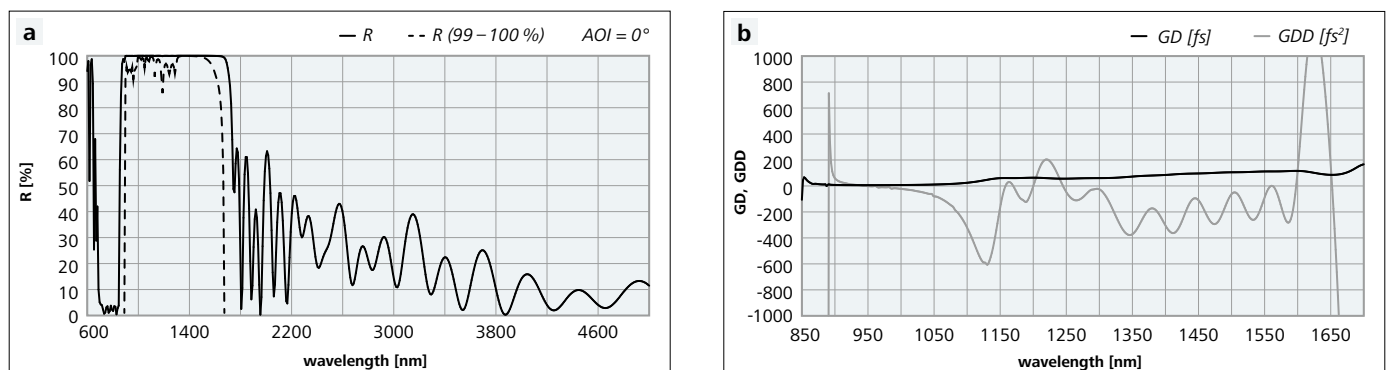 a
R R (99 – 100 %) AOI = 0°
R [%]
100
90
80
70
60
50
40
30
20
10
0
600 1400 2200 3000 3800 4600
wavelength [nm]
b
GD [fs] GDD [fs²]
GD, GDD
1000
800
600
400
200
0
-200
-400
-600
-800
-1000
850 950 1050 1150 1250 1350 1450 1550 1650
wavelength [nm]